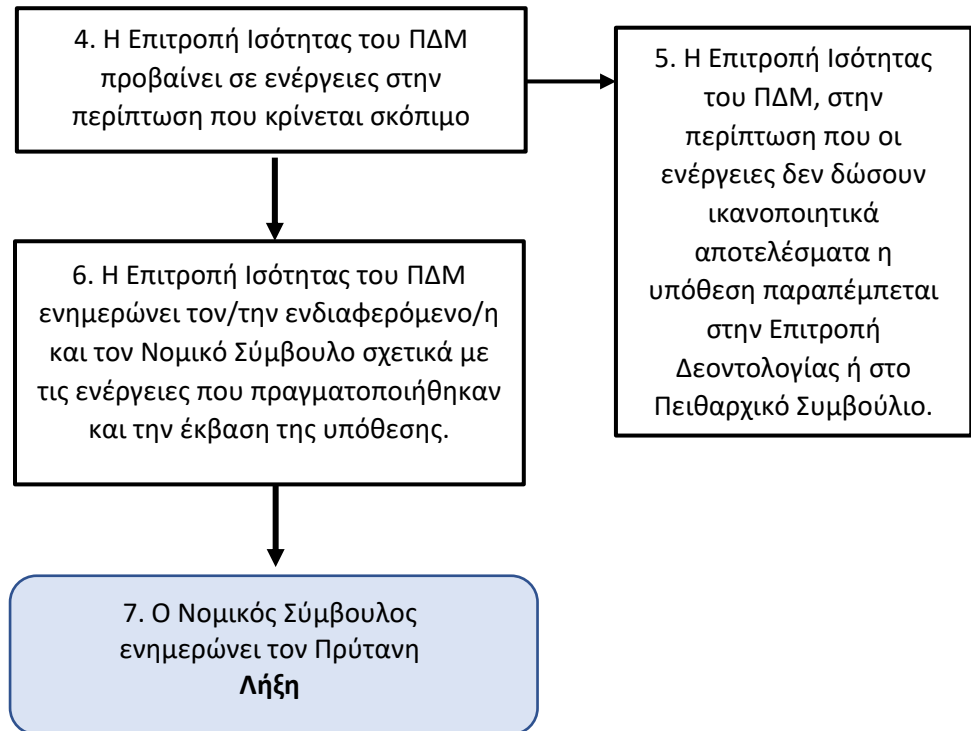 4. Η Επιτροπή Ισότητας του ΠΔΜ
προβαίνει σε ενέργειες στην
περίπτωση που κρίνεται σκόπιμο
5. Η Επιτροπή Ισότητας
του ΠΔΜ, στην
περίπτωση που οι
ενέργειες δεν δώσουν
ικανοποιητικά
αποτελέσματα η
υπόθεση παραπέμπεται
στην Επιτροπή
Δεοντολογίας ή στο
Πειθαρχικό Συμβούλιο.
6. Η Επιτροπή Ισότητας του ΠΔΜ
ενημερώνει τον/την ενδιαφερόμενο/η
και τον Νομικό Σύμβουλο σχετικά με
τις ενέργειες που πραγματοποιήθηκαν
και την έκβαση της υπόθεσης.
7. Ο Νομικός Σύμβουλος
ενημερώνει τον Πρύτανη
Λήξη